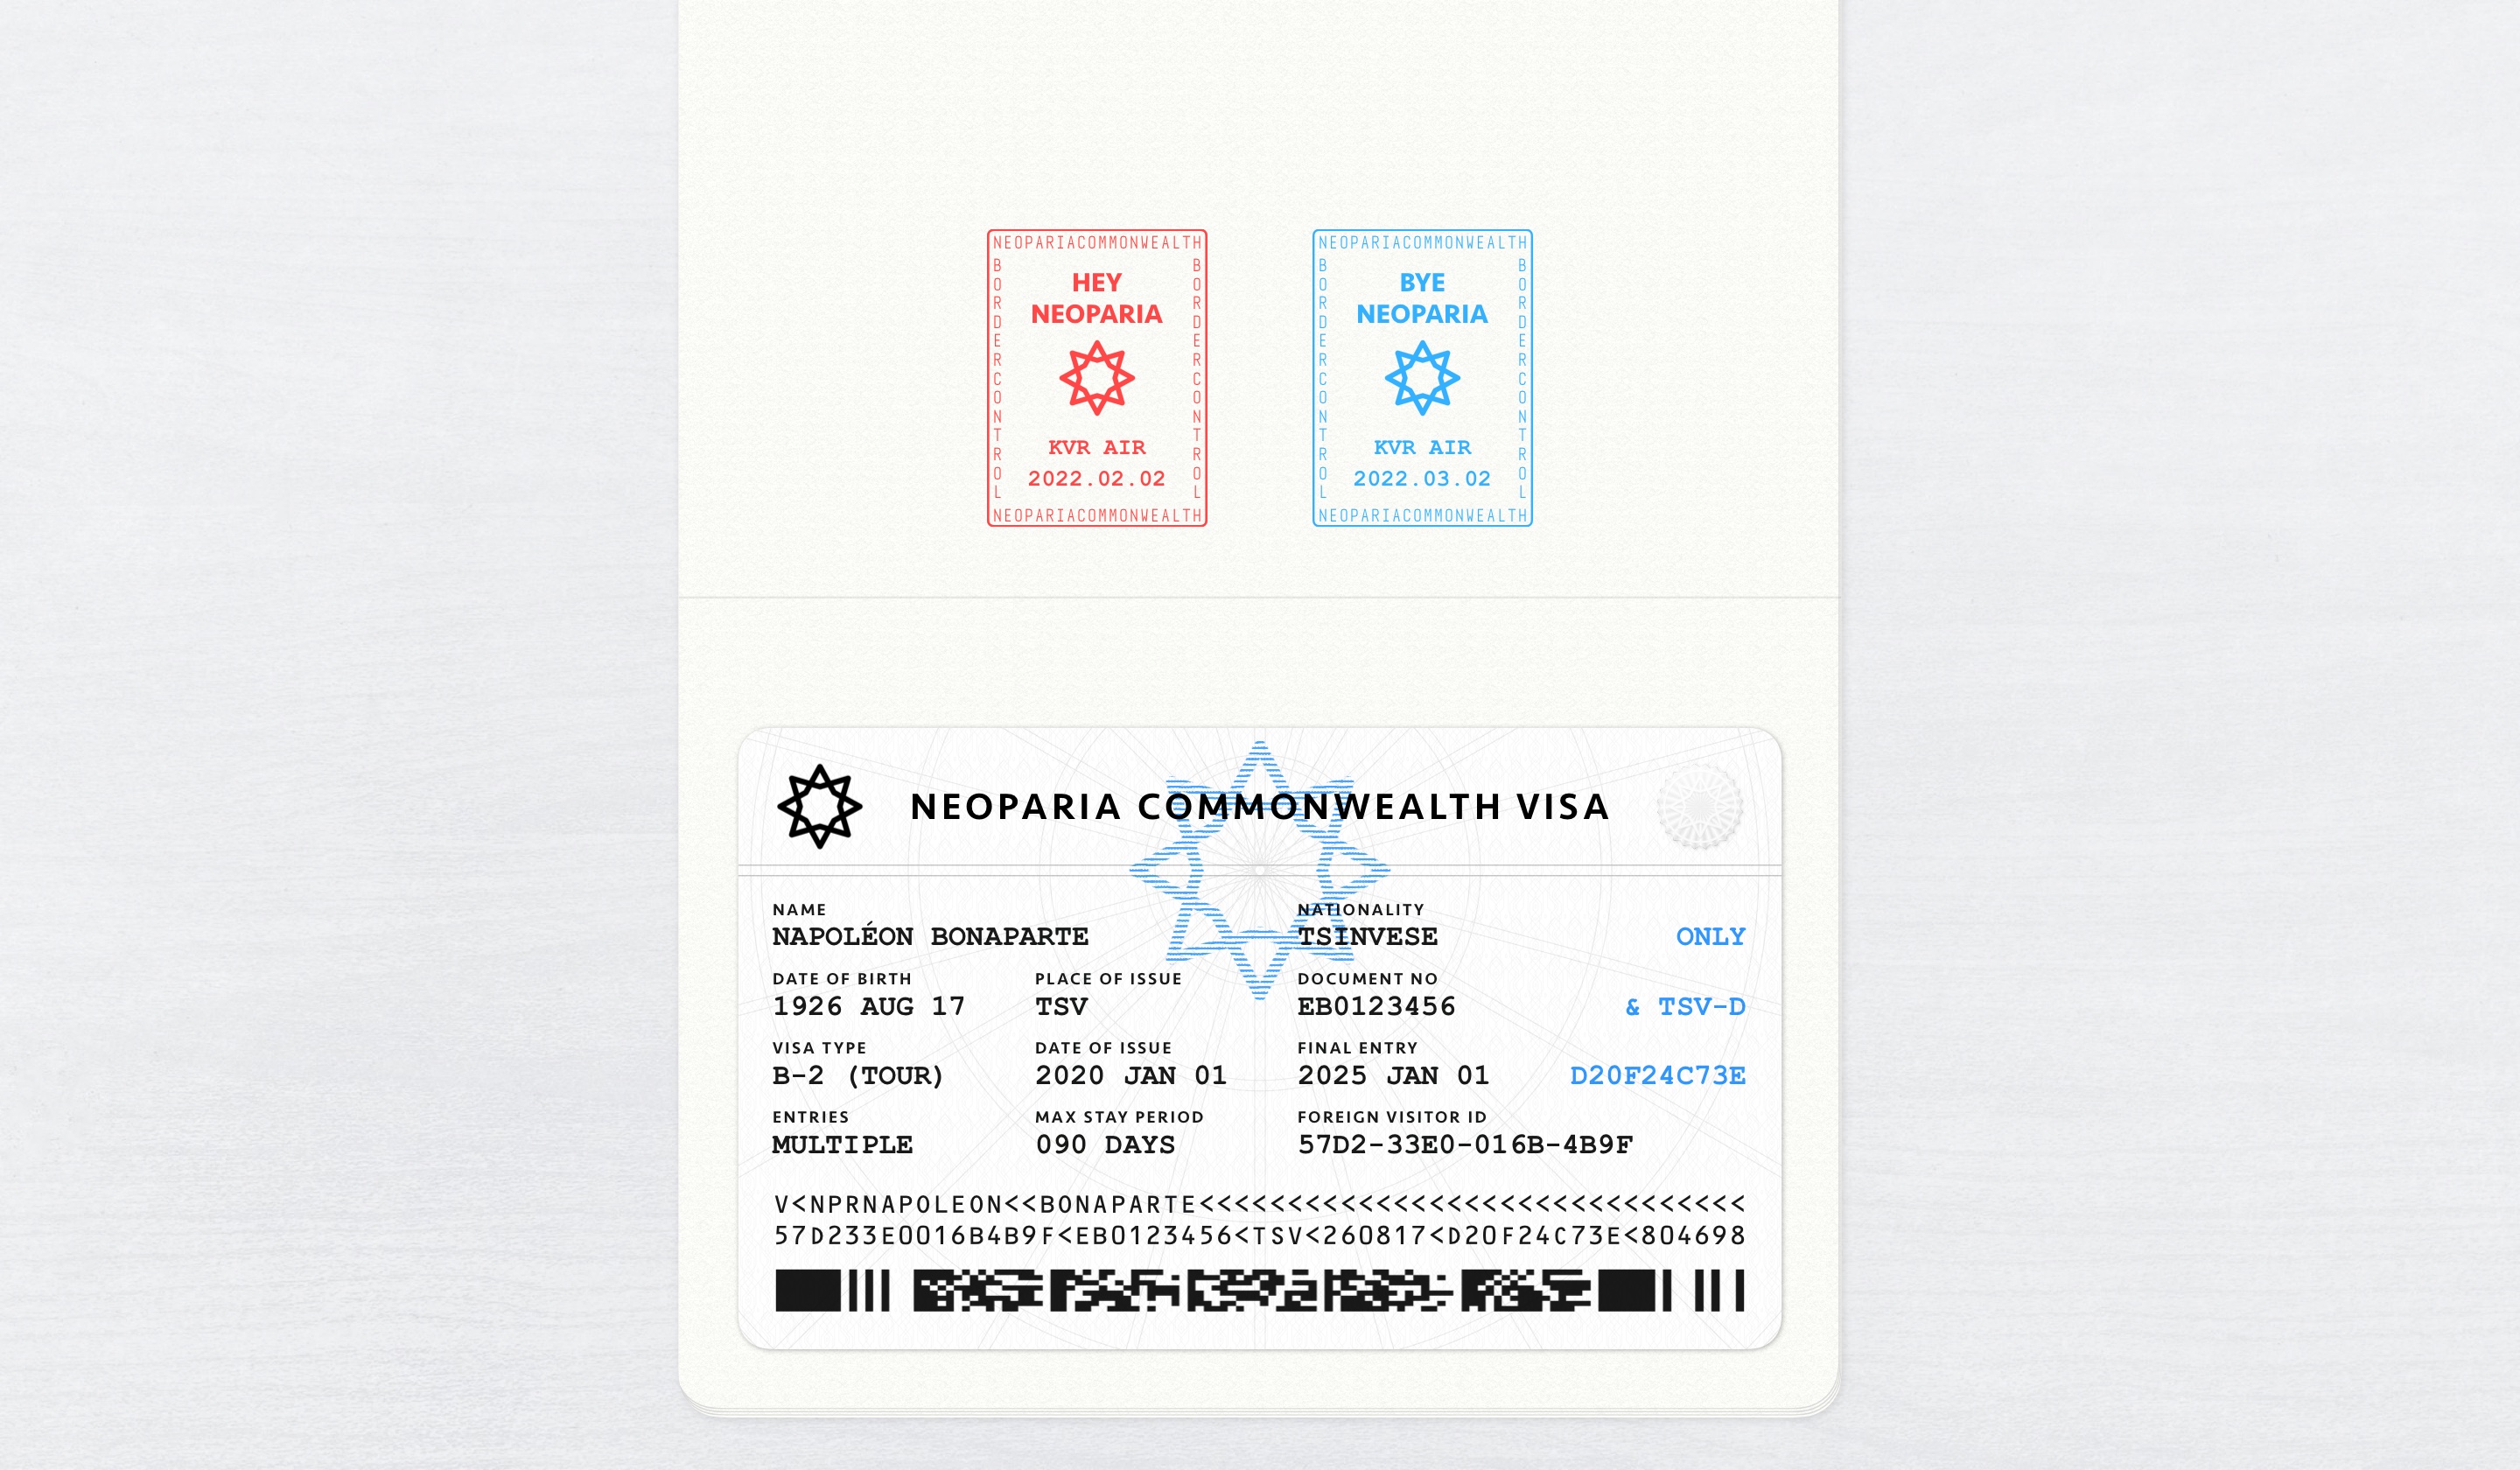 NEOPARIACOMMONWEALTH
BORDERCONTROL
HEY
NEOPARIA
KVR AIR
2022.02.02
BORDERCONTROL
NEOPARIACOMMONWEALTH
NEOPARIACOMMONWEALTH
BORDERCONTROL
BYE
NEOPARIA
KVR AIR
2022.03.02
BORDERCONTROL
NEOPARIACOMMONWEALTH
NEOPARIA COMMONWEALTH VISA
NAME NATIONALITY
NAPOLÉON BONAPARTE TSINVESE ONLY
DATE OF BIRTH PLACE OF ISSUE DOCUMENT NO
1926 AUG 17 TSV EB0123456 & TSV-D
VISA TYPE DATE OF ISSUE FINAL ENTRY
B-2 (TOUR) 2020 JAN 01 2025 JAN 01 D20F24C73E
ENTRIES MAX STAY PERIOD FOREIGN VISITOR ID
MULTIPLE 090 DAYS 57D2-33E0-016B-4B9F
V<NPRNAPOLEON<<BONAPARTE<<<<<<<<<<<<<<<<<<<<<<<<<<<<<<<
57D233E0016B4B9F<EB0123456<TSV<260817<D20F24C73E<804698